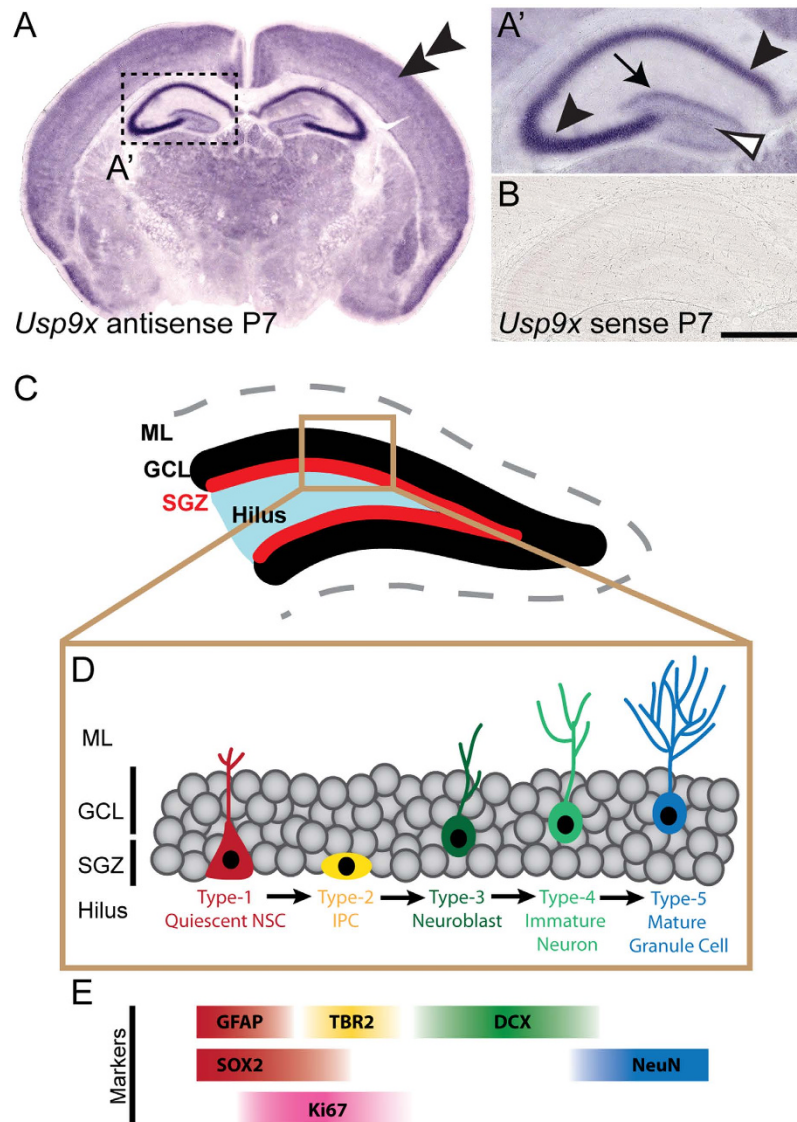 A
A'
Usp9x antisense P7
A'
B
Usp9x sense P7
C
ML
GCL
SGZ
Hilus
D
ML
GCL
SGZ
Hilus
Type-1
Quiescent NSC
Type-2
IPC
Type-3
Neuroblast
Type-4
Immature
Neuron
Type-5
Mature
Granule Cell
E
Markers
GFAP
TBR2
DCX
SOX2
NeuN
Ki67